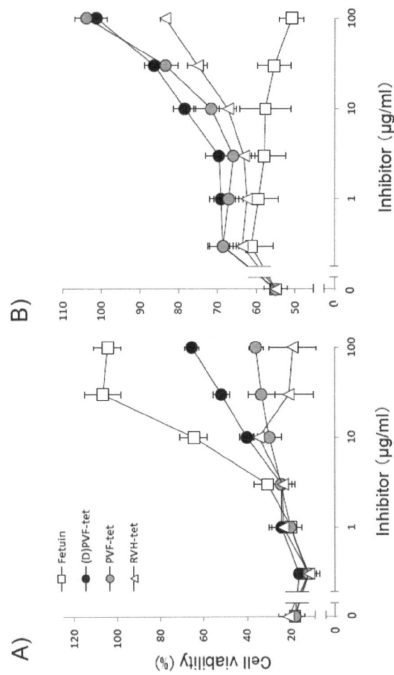 A)
Fetuin
(D)PVF-tet
PVF-tet
RVH-tet
Cell viability (%)
120
100
80
60
40
20
0
1
10
100
Inhibitor (μg/ml)
B)
110
100
90
80
70
60
50
0
0
1
10
100
Inhibitor (μg/ml)